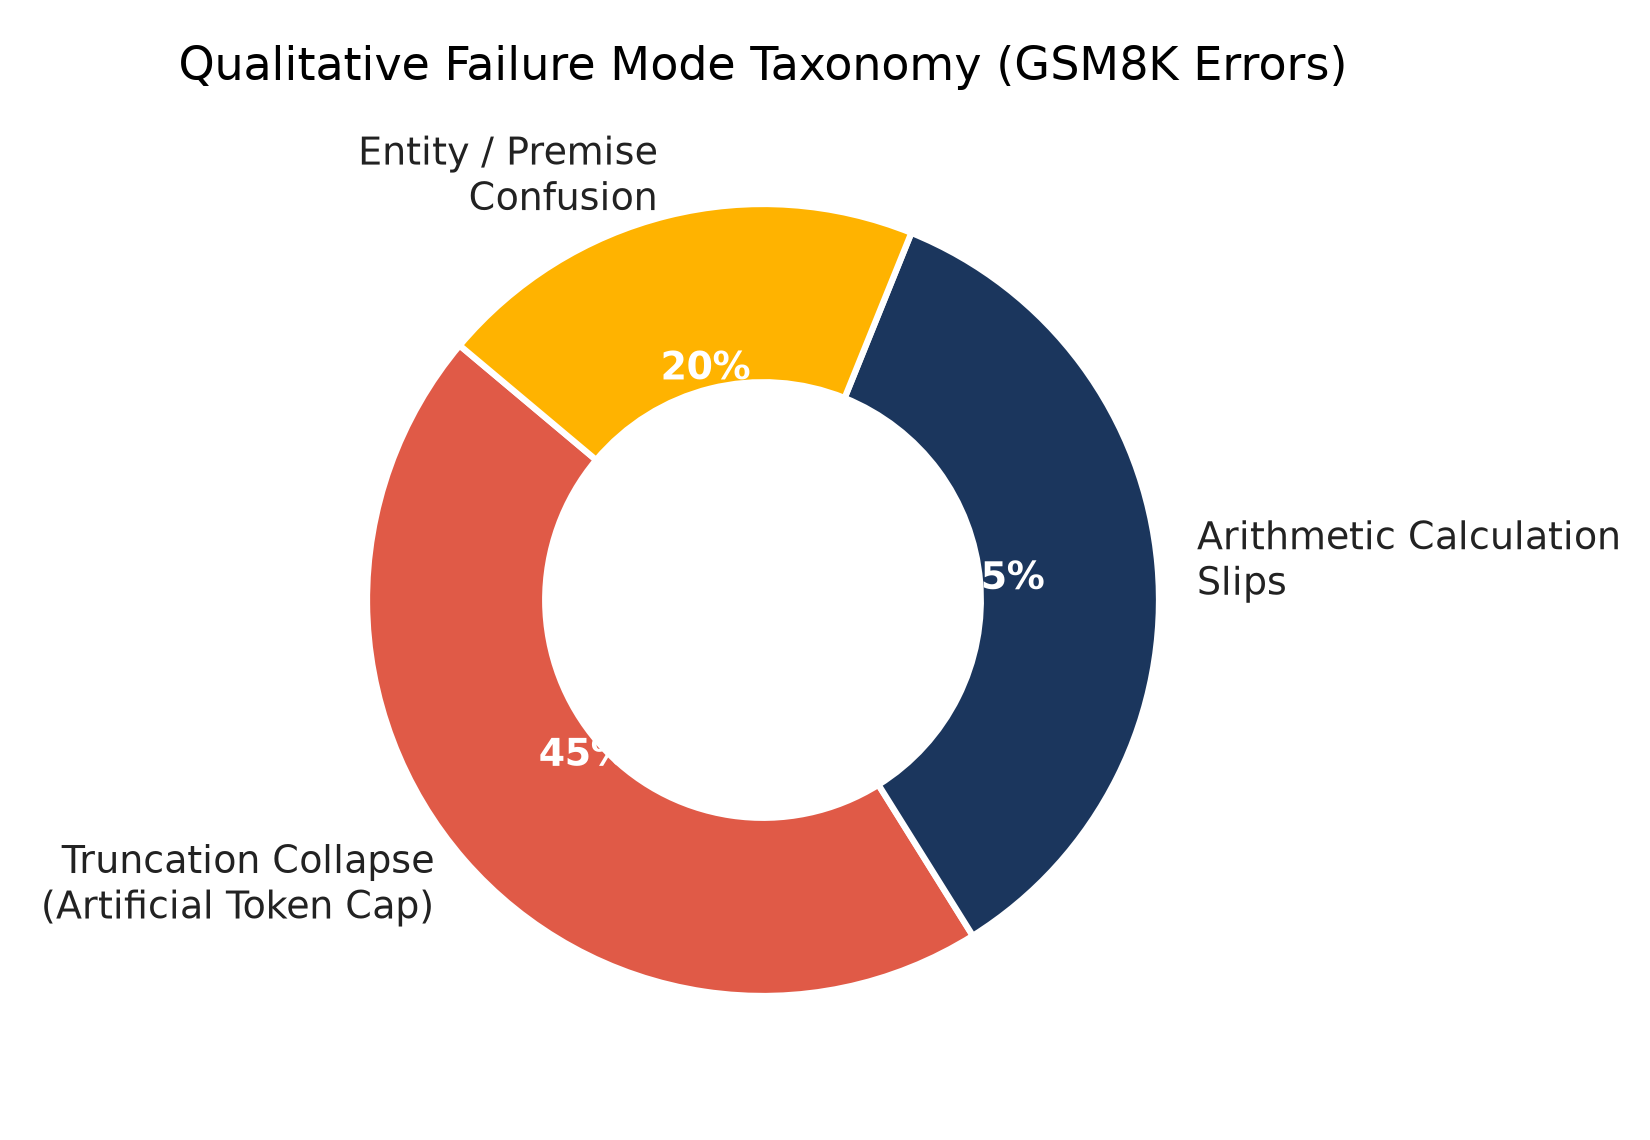 Qualitative Failure Mode Taxonomy (GSM8K Errors)
Entity / Premise
Confusion
20%
5%
Arithmetic Calculation
Slips
45%
Truncation Collapse
(Artificial Token Cap)